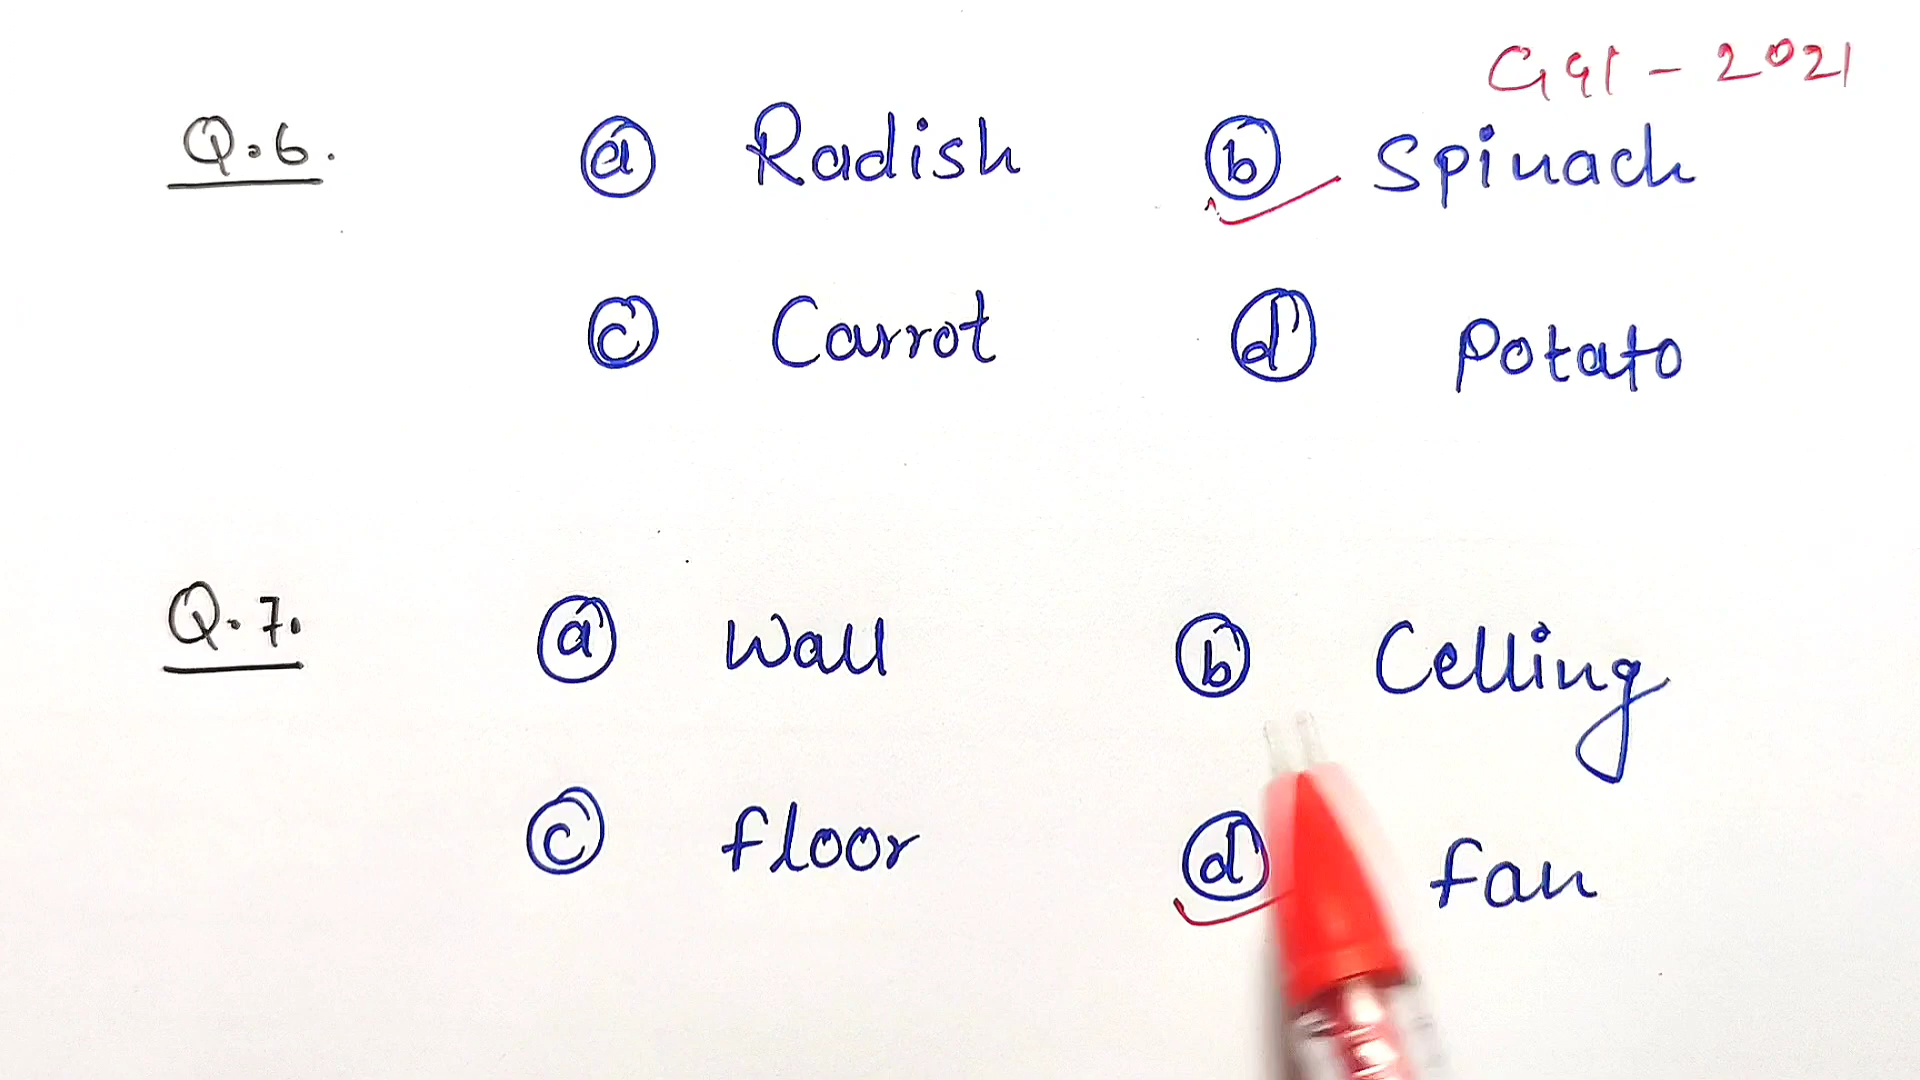 GGI - 2021
Q.6. (a) Radish (b) Spinach
(c) Carrot (d) Potato
Q.7. (a) Wall (b) Celling
(c) floor (d) fan